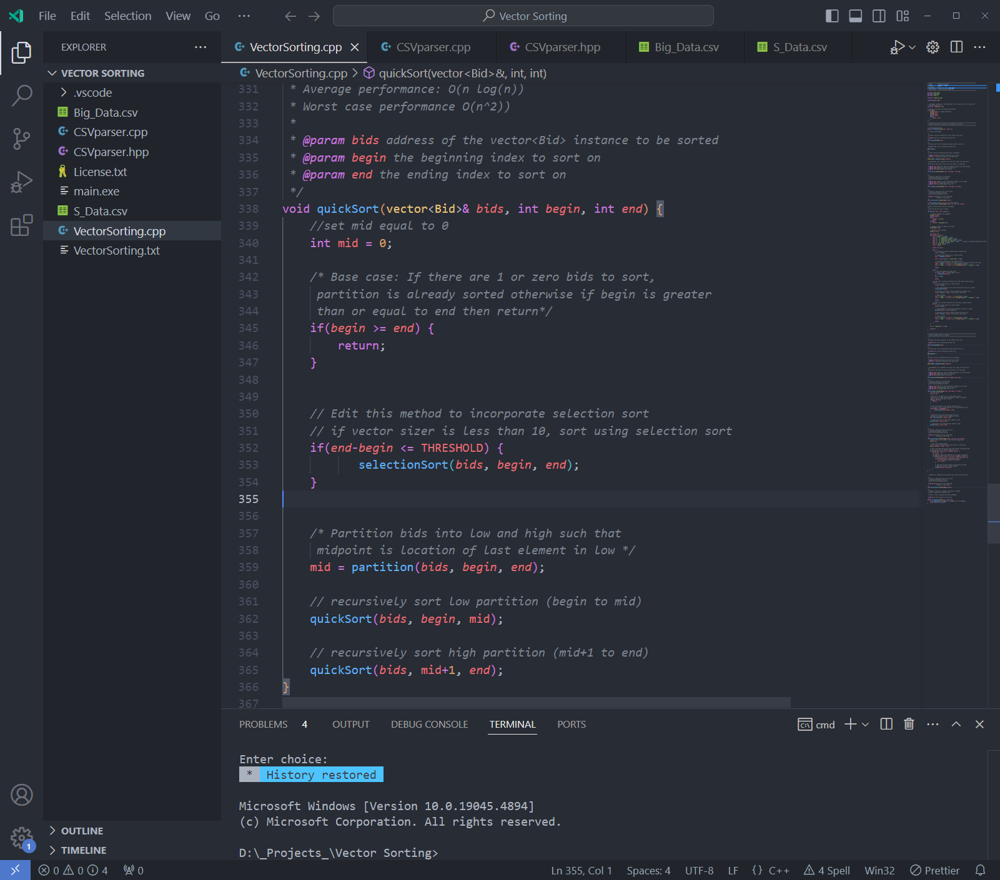 File Edit Selection View Go ··· Vector Sorting
EXPLORER ···
VectorSorting.cpp CSVparser.cpp CSVparser.hpp Big_Data.csv S_Data.csv
VECTOR SORTING
.vscode
Big_Data.csv
CSVparser.cpp
CSVparser.hpp
License.txt
main.exe
S_Data.csv
VectorSorting.cpp
VectorSorting.txt
OUTLINE
TIMELINE
VectorSorting.cpp > quickSort(vector<Bid>&, int, int)
331 * Average performance: O(n log(n))
332 * Worst case performance O(n^2))
333 *
334 * @param bids address of the vector<Bid> instance to be sorted
335 * @param begin the beginning index to sort on
336 * @param end the ending index to sort on
337 */
338 void quickSort(vector<Bid>& bids, int begin, int end) {
339 //set mid equal to 0
340 int mid = 0;
341
342 /* Base case: If there are 1 or zero bids to sort,
343 partition is already sorted otherwise if begin is greater
344 than or equal to end then return*/
345 if(begin >= end) {
346 return;
347 }
348
349
350 // Edit this method to incorporate selection sort
351 // if vector sizer is less than 10, sort using selection sort
352 if(end-begin <= THRESHOLD) {
353 selectionSort(bids, begin, end);
354 }
355
356
357 /* Partition bids into low and high such that
358 midpoint is location of last element in low */
359 mid = partition(bids, begin, end);
360
361 // recursively sort low partition (begin to mid)
362 quickSort(bids, begin, mid);
363
364 // recursively sort high partition (mid+1 to end)
365 quickSort(bids, mid+1, end);
366 }
367
PROBLEMS 4 OUTPUT DEBUG CONSOLE TERMINAL PORTS cmd
Enter choice:
* History restored
Microsoft Windows [Version 10.0.19045.4894]
(c) Microsoft Corporation. All rights reserved.
D:\_Projects_\Vector Sorting>
1
0 0 4 0 Ln 355, Col 1 Spaces: 4 UTF-8 LF {} C++ 4 Spell Win32 Prettier